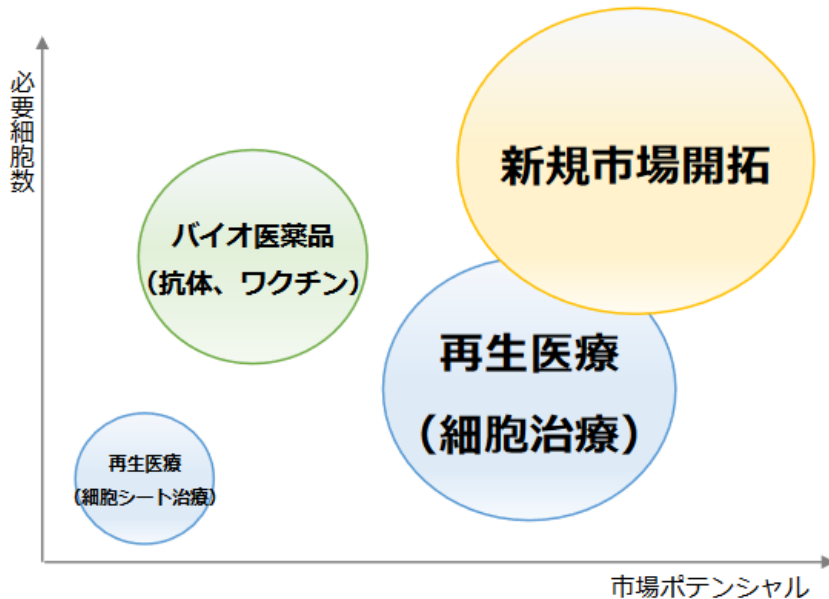 必要細胞数
新規市場開拓
バイオ医薬品
（抗体、ワクチン）
再生医療
（細胞治療）
再生医療
（細胞シート治療）
市場ポテンシャル